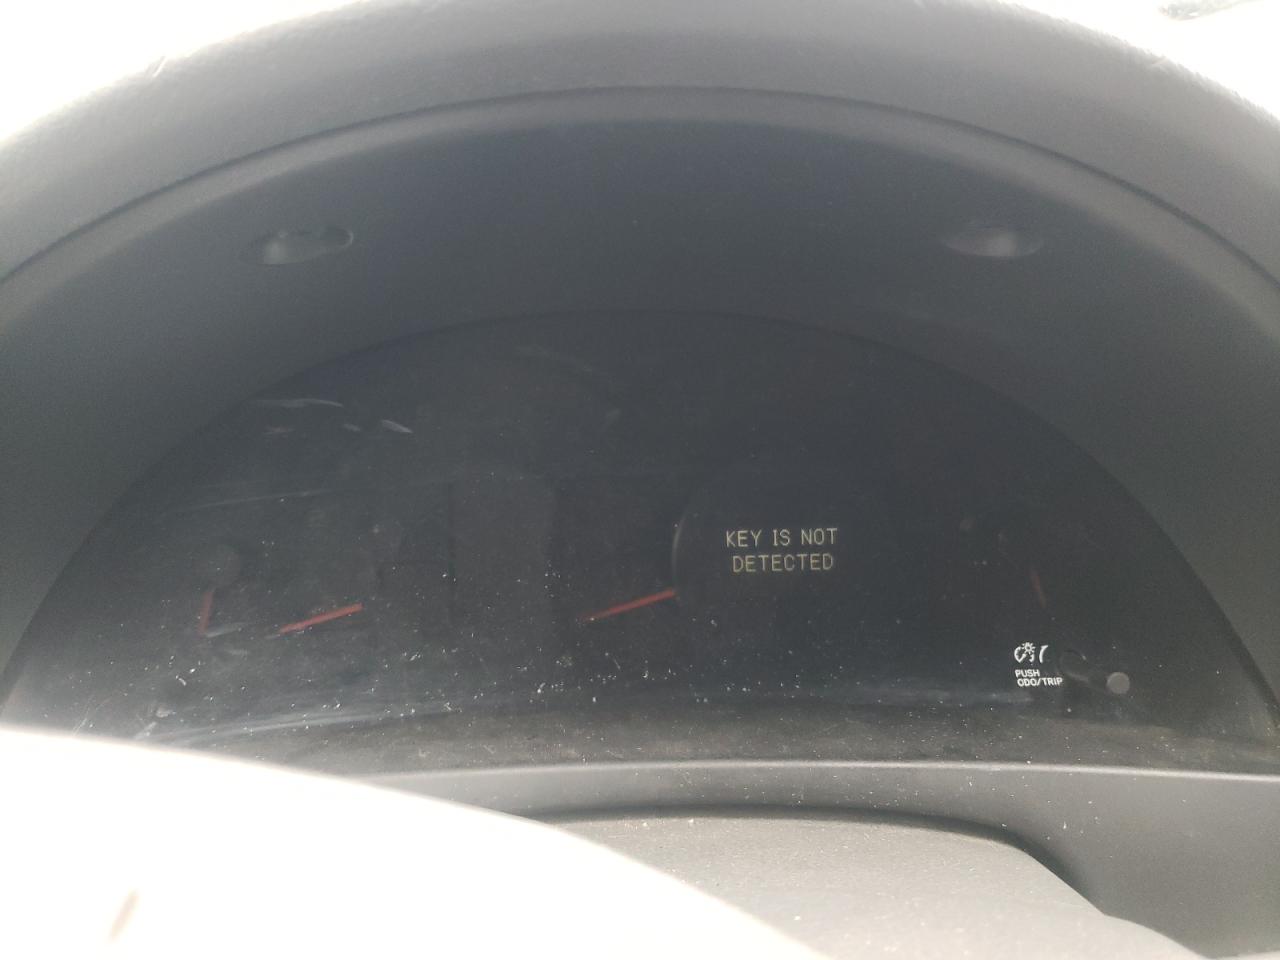 KEY IS NOT
DETECTED
PUSH
ODO/TRIP